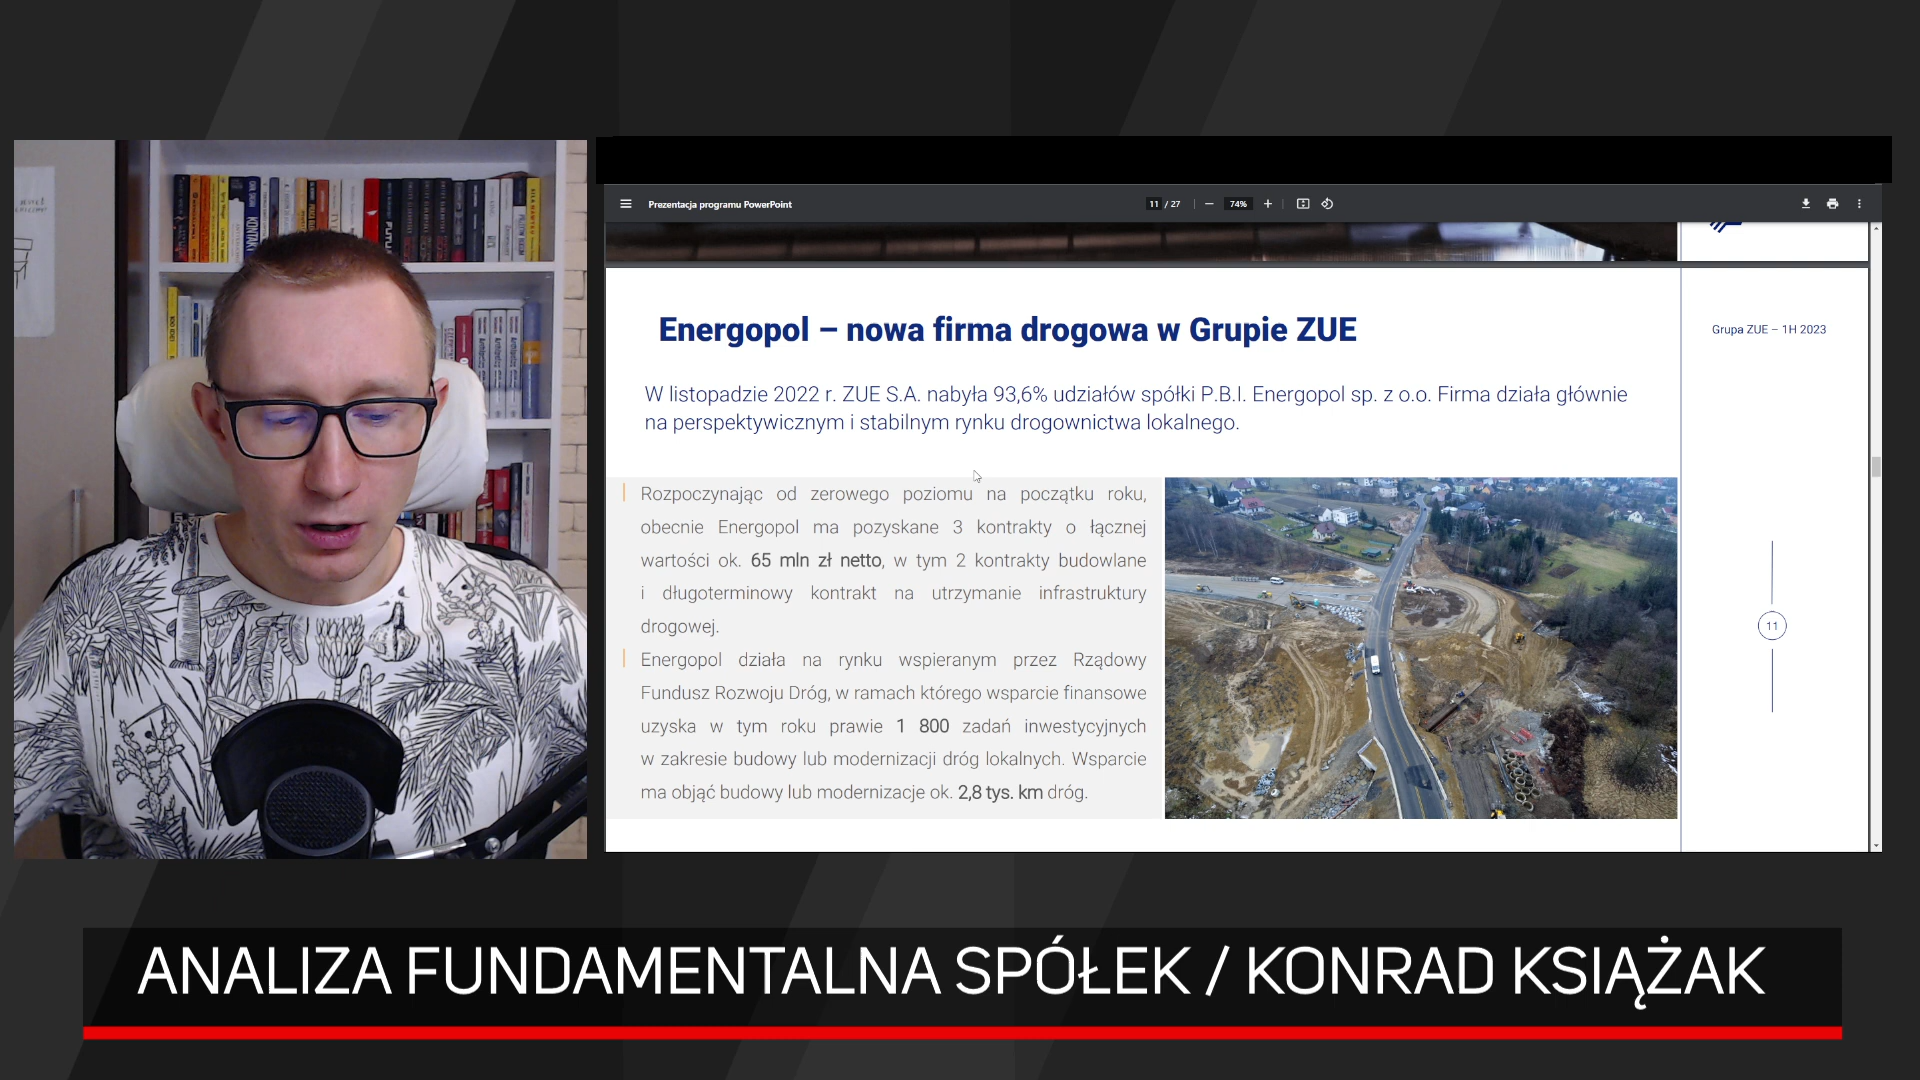 Prezentacja programu PowerPoint
11 / 27
74%
Energopol – nowa firma drogowa w Grupie ZUE
Grupa ZUE – 1H 2023
W listopadzie 2022 r. ZUE S.A. nabyła 93,6% udziałów spółki P.B.I. Energopol sp. z o.o. Firma działa głównie
na perspektywicznym i stabilnym rynku drogownictwa lokalnego.
Rozpoczynając od zerowego poziomu na początku roku,
obecnie Energopol ma pozyskane 3 kontrakty o łącznej
wartości ok. 65 mln zł netto, w tym 2 kontrakty budowlane
i długoterminowy kontrakt na utrzymanie infrastruktury
drogowej.
Energopol działa na rynku wspieranym przez Rządowy
Fundusz Rozwoju Dróg, w ramach którego wsparcie finansowe
uzyska w tym roku prawie 1 800 zadań inwestycyjnych
w zakresie budowy lub modernizacji dróg lokalnych. Wsparcie
ma objąć budowy lub modernizacje ok. 2,8 tys. km dróg.
11
ANALIZA FUNDAMENTALNA SPÓŁEK / KONRAD KSIĄŻAK